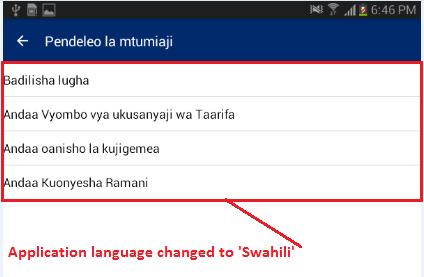 6:46 PM
Pendeleo la mtumiaji
Badilisha lugha
Andaa Vyombo vya ukusanyaji wa Taarifa
Andaa oanisho la kujigemea
Andaa Kuonyesha Ramani
Application language changed to 'Swahili'